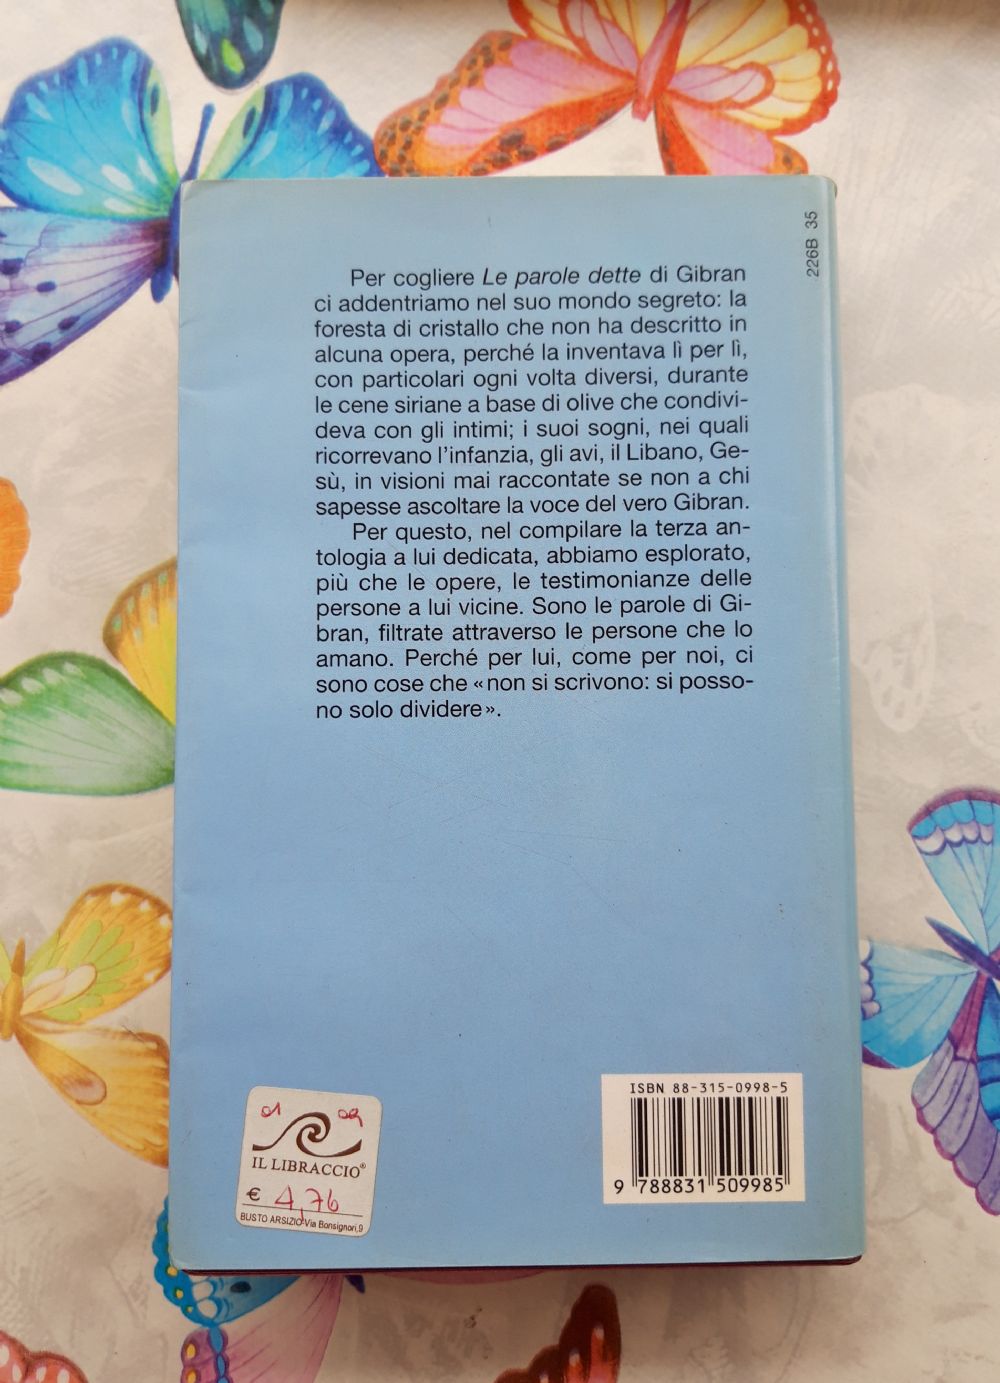 226B 35
Per cogliere Le parole dette di Gibran
ci addentriamo nel suo mondo segreto: la
foresta di cristallo che non ha descritto in
alcuna opera, perché la inventava lì per lì,
con particolari ogni volta diversi, durante
le cene siriane a base di olive che condivi-
deva con gli intimi; i suoi sogni, nei quali
ricorrevano l'infanzia, gli avi, il Libano, Ge-
sù, in visioni mai raccontate se non a chi
sapesse ascoltare la voce del vero Gibran.
Per questo, nel compilare la terza an-
tologia a lui dedicata, abbiamo esplorato,
più che le opere, le testimonianze delle
persone a lui vicine. Sono le parole di Gi-
bran, filtrate attraverso le persone che lo
amano. Perché per lui, come per noi, ci
sono cose che «non si scrivono: si posso-
no solo dividere».
ISBN 88-315-0998-5
9 788831 509985
01 09
IL LIBRACCIO®
€ 4,76
BUSTO ARSIZIO-Via Bonsignori,9